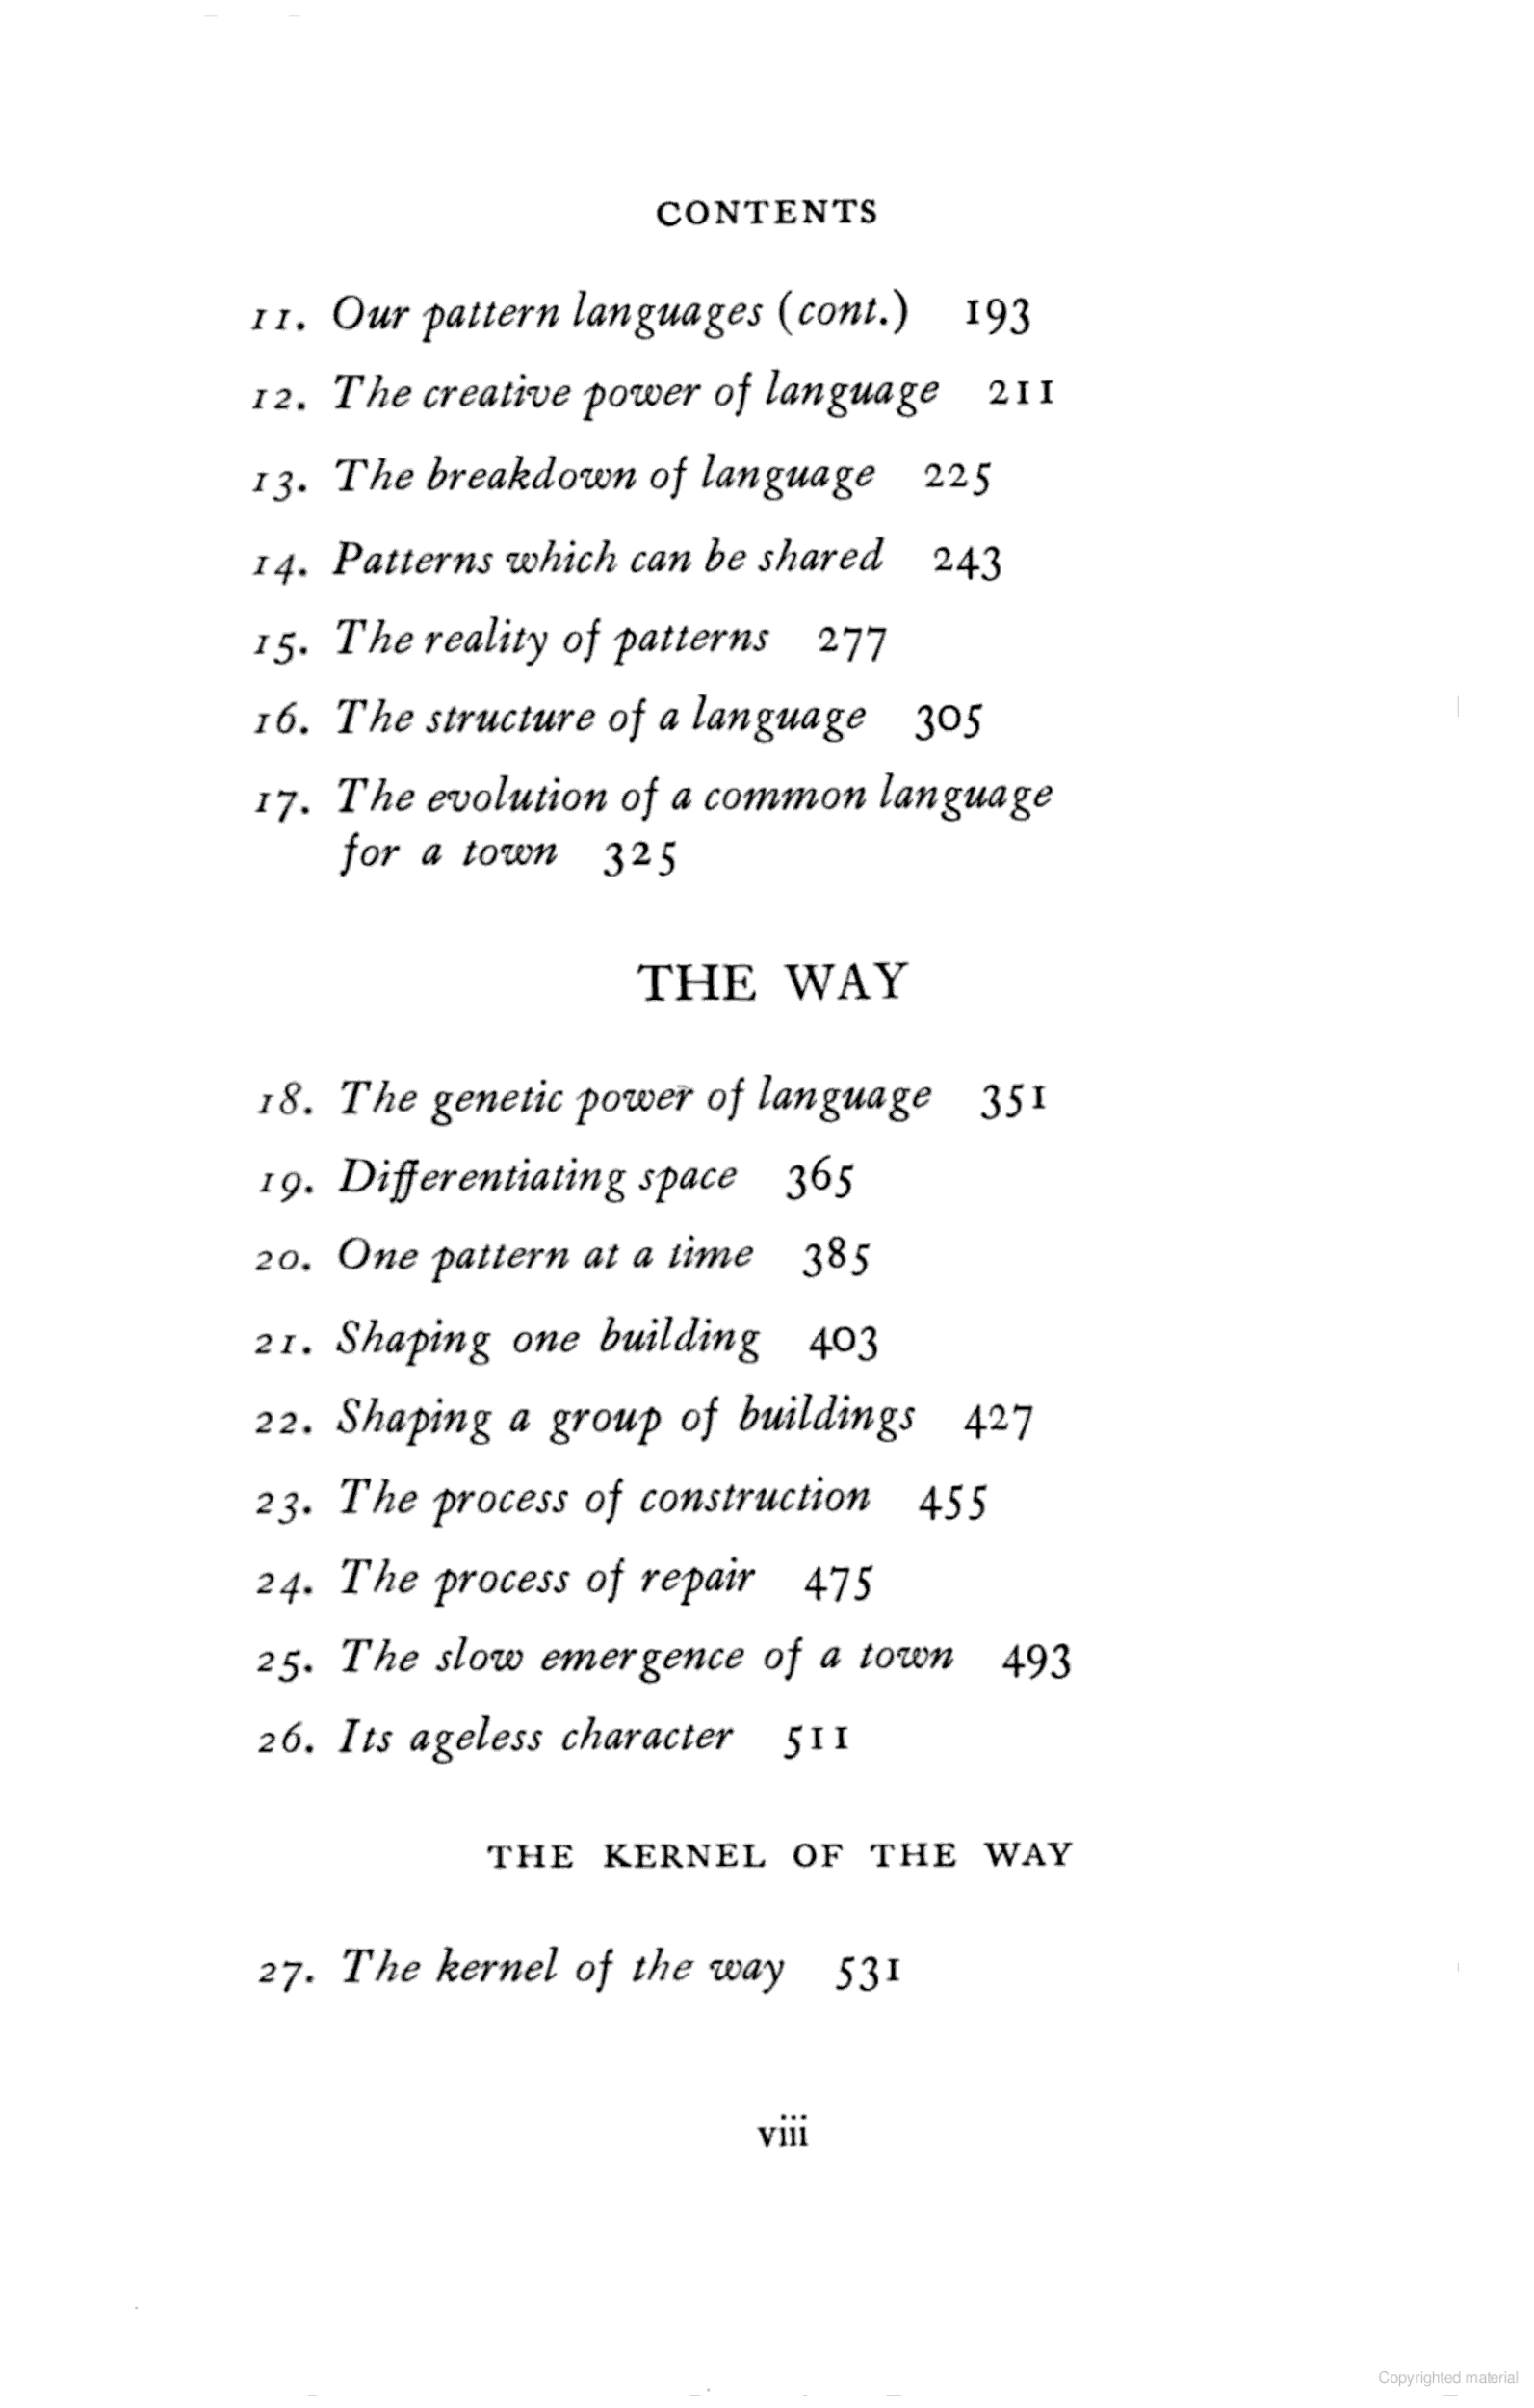 CONTENTS
11. Our pattern languages (cont.) 193
12. The creative power of language 211
13. The breakdown of language 225
14. Patterns which can be shared 243
15. The reality of patterns 277
16. The structure of a language 305
17. The evolution of a common language
for a town 325
THE WAY
18. The genetic power of language 351
19. Differentiating space 365
20. One pattern at a time 385
21. Shaping one building 403
22. Shaping a group of buildings 427
23. The process of construction 455
24. The process of repair 475
25. The slow emergence of a town 493
26. Its ageless character 511
THE KERNEL OF THE WAY
27. The kernel of the way 531
viii
Copyrighted material